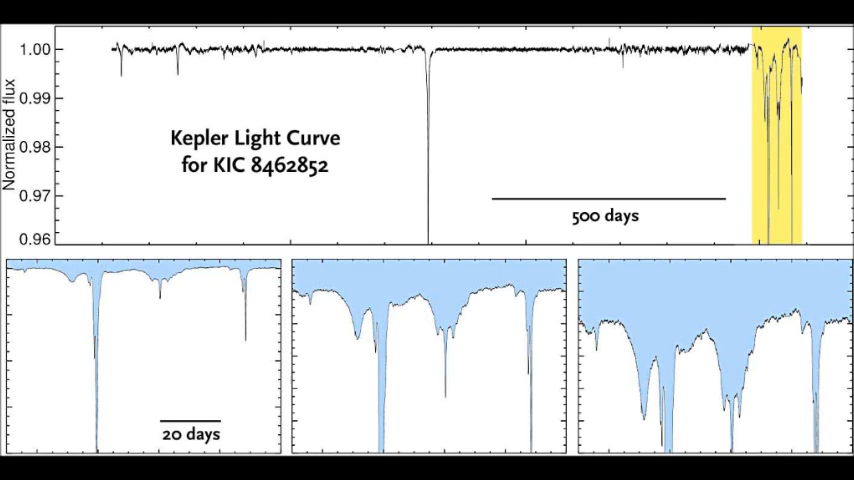 1.00
0.99
0.98
0.97
0.96
Normalized flux
Kepler Light Curve
for KIC 8462852
500 days
20 days